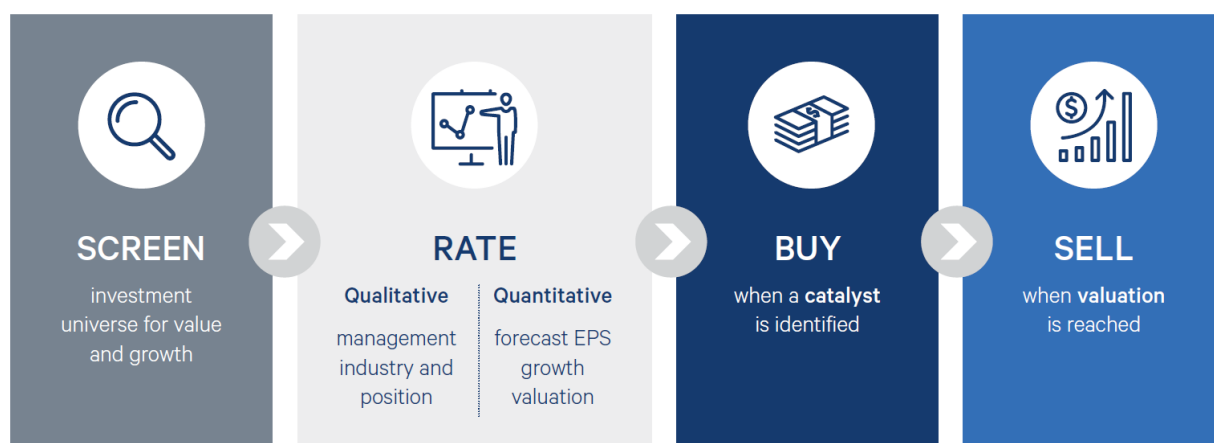 SCREEN
investment
universe for value
and growth
RATE
Qualitative
management
industry and
position
Quantitative
forecast EPS
growth
valuation
BUY
when a catalyst
is identified
$
SELL
when valuation
is reached